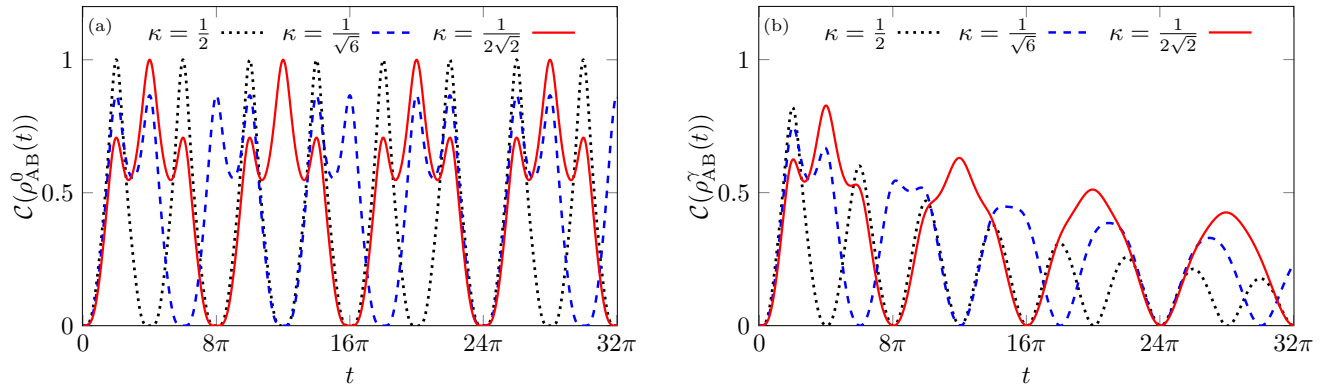 (a) κ = 1/2 κ = 1/√6 κ = 1/2√2
1
0.5
0
C(ρ⁰_AB(t))
0 8π 16π 24π 32π
t
(b) κ = 1/2 κ = 1/√6 κ = 1/2√2
1
0.5
0
C(ρ^γ_AB(t))
0 8π 16π 24π 32π
t